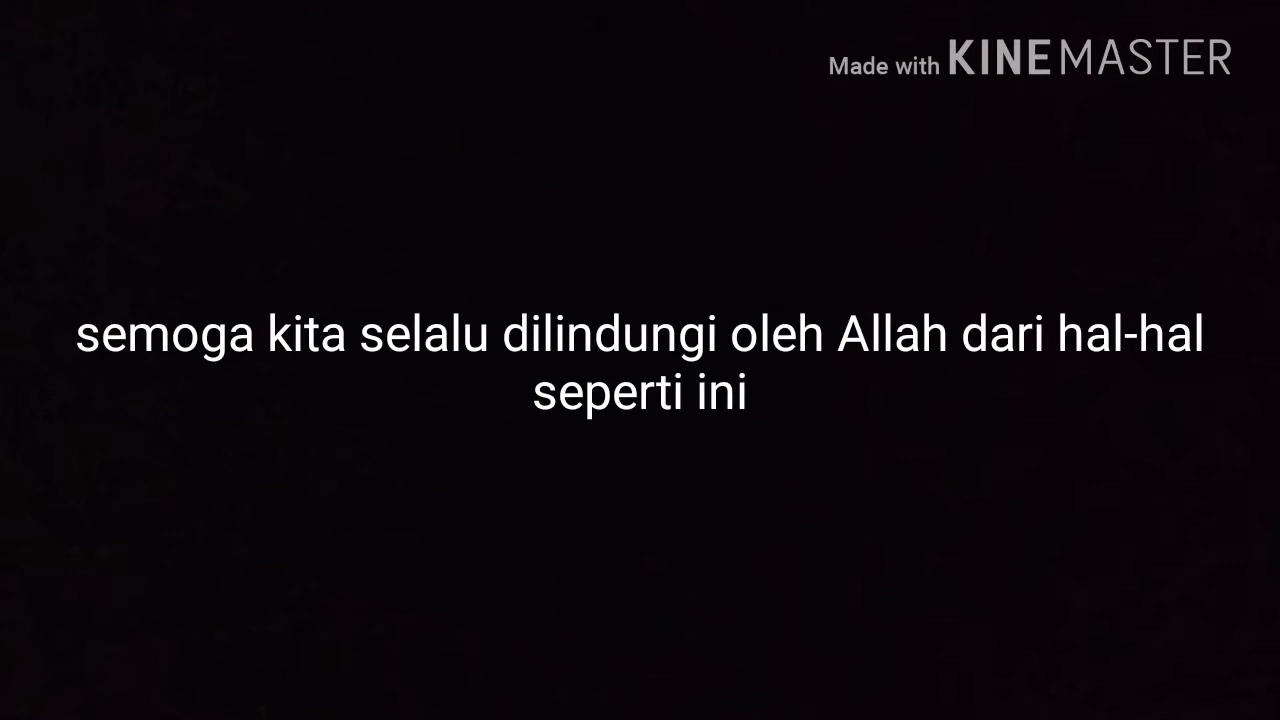 Made with KINEMASTER
semoga kita selalu dilindungi oleh Allah dari hal-hal
seperti ini